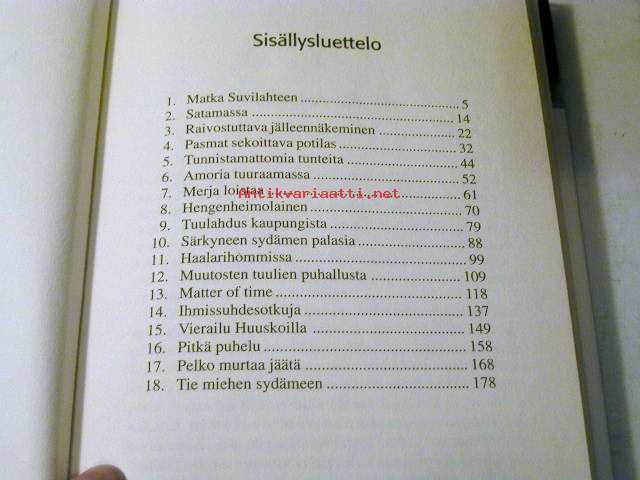 Sisällysluettelo
1. Matka Suvilahteen 5
2. Satamassa 14
3. Raivostuttava jälleennäkeminen 22
4. Pasmat sekoittava potilas 32
5. Tunnistamattomia tunteita 44
6. Amoria tuuraamassa 52
7. Merja loistaa 61
Antikvariaatti.net
8. Hengenheimolainen 70
9. Tuulahdus kaupungista 79
10. Särkyneen sydämen palasia 88
11. Haalarihommissa 99
12. Muutosten tuulien puhallusta 109
13. Matter of time 118
14. Ihmissuhdesotkuja 137
15. Vierailu Huuskoilla 149
16. Pitkä puhelu 158
17. Pelko murtaa jäätä 168
18. Tie miehen sydämeen 178